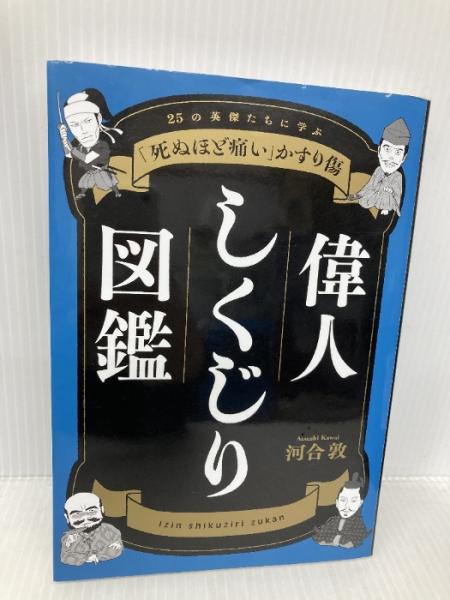 25の英傑たちに学ぶ
「死ぬほど痛い」かすり傷
偉人
しくじり
図鑑
Atsushi Kawai
河合敦
Izin shikuziri zukan